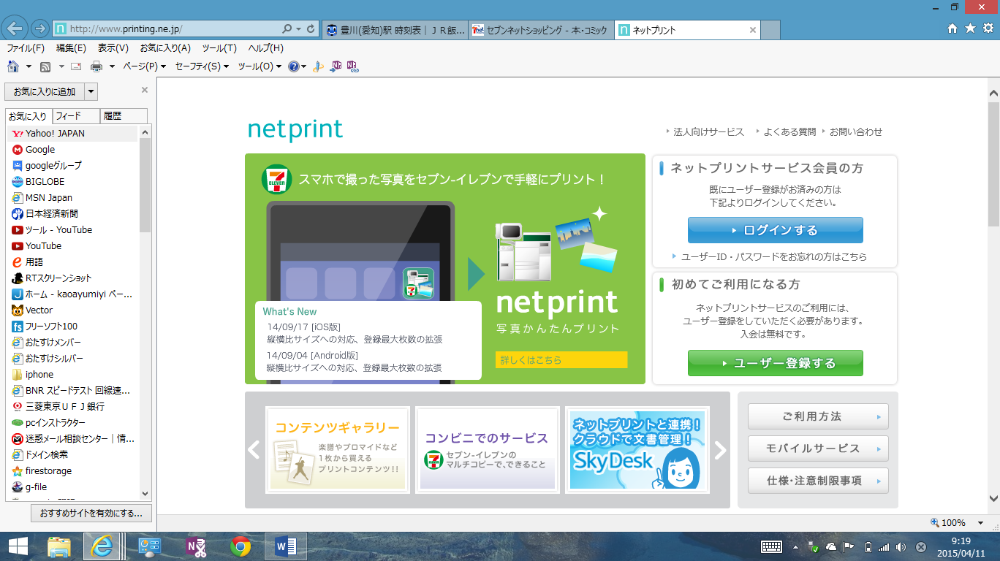 http://www.printing.ne.jp/
豊川(愛知)駅 時刻表｜ＪＲ飯...
セブンネットショッピング - 本・コミック
ネットプリント
ファイル(F) 編集(E) 表示(V) お気に入り(A) ツール(T) ヘルプ(H)
ページ(P) セーフティ(S) ツール(O)
お気に入りに追加
お気に入り フィード 履歴
Yahoo! JAPAN
Google
googleグループ
BIGLOBE
MSN Japan
日本経済新聞
ツール - YouTube
YouTube
用語
RTスクリーンショット
ホーム - kaoayumiyi ペー...
Vector
フリーソフト100
おたすけメンバー
おたすけシルバー
iphone
BNR スピードテスト 回線速...
三菱東京ＵＦＪ銀行
pcインストラクター
迷惑メール相談センター｜情...
ドメイン検索
firestorage
g-file
おすすめサイトを有効にする...
netprint
法人向けサービス よくある質問 お問い合わせ
7 ELEVEN
スマホで撮った写真をセブン-イレブンで手軽にプリント！
What's New
14/09/17 [iOS版]
縦横比サイズへの対応、登録最大枚数の拡張
14/09/04 [Android版]
縦横比サイズへの対応、登録最大枚数の拡張
netprint
写真かんたんプリント
詳しくはこちら
ネットプリントサービス会員の方
既にユーザー登録がお済みの方は
下記よりログインしてください。
ログインする
ユーザーID・パスワードをお忘れの方はこちら
初めてご利用になる方
ネットプリントサービスのご利用には、
ユーザー登録をしていただく必要があります。
入会は無料です。
ユーザー登録する
コンテンツギャラリー
楽譜やブロマイドなど
1枚から買える
プリントコンテンツ!!
コンビニでのサービス
セブン-イレブンの
マルチコピーで、できること
ネットプリントと連携！
クラウドで文書管理！
SkyDesk
ご利用方法
モバイルサービス
仕様・注意制限事項
100%
9:19
2015/04/11